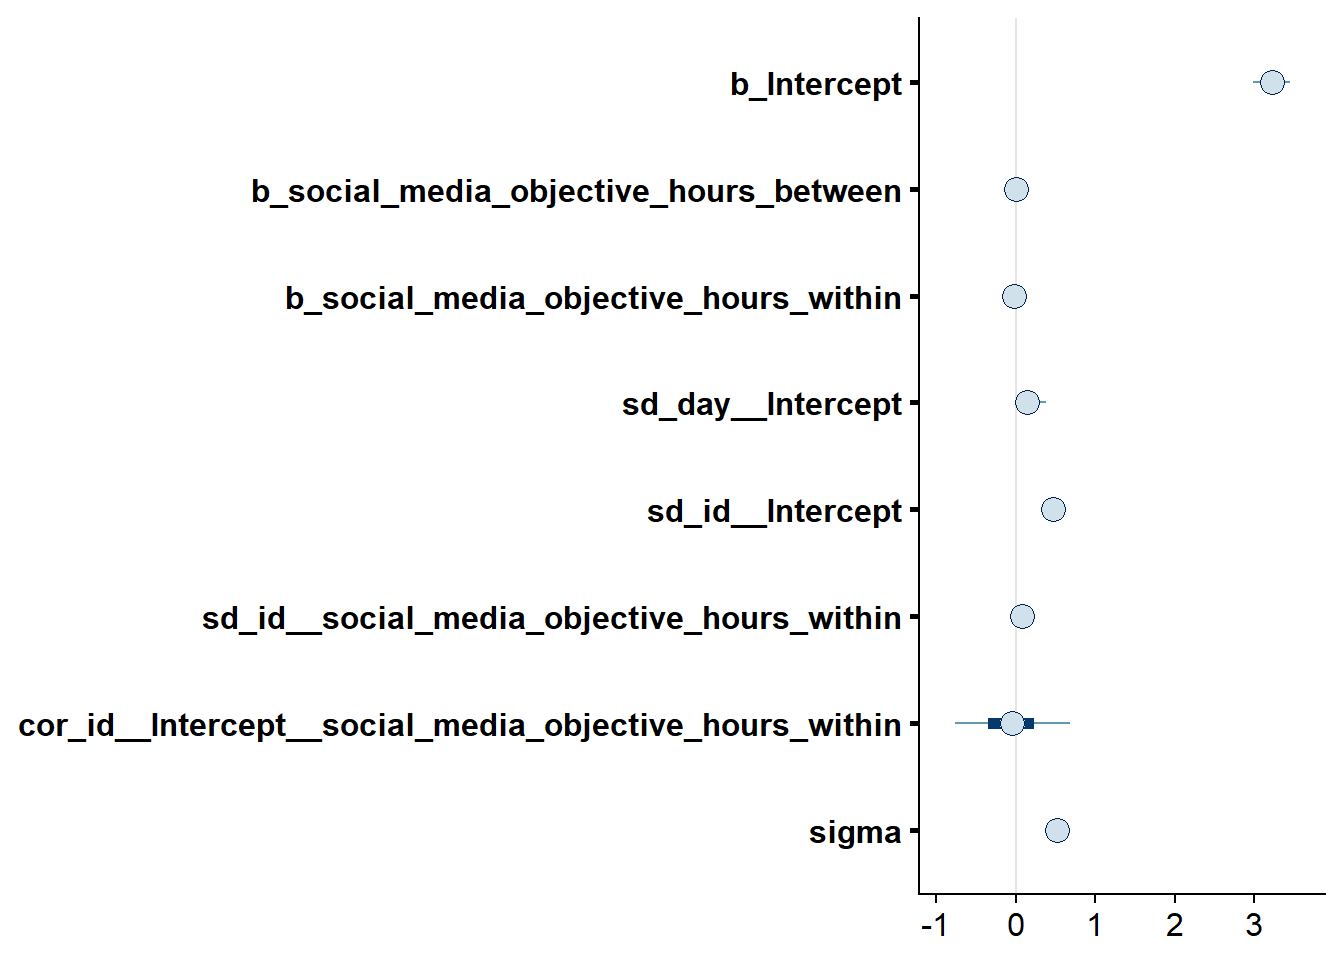 b_Intercept
b_social_media_objective_hours_between
b_social_media_objective_hours_within
sd_day__Intercept
sd_id__Intercept
sd_id__social_media_objective_hours_within
cor_id__Intercept__social_media_objective_hours_within
sigma
-1 0 1 2 3